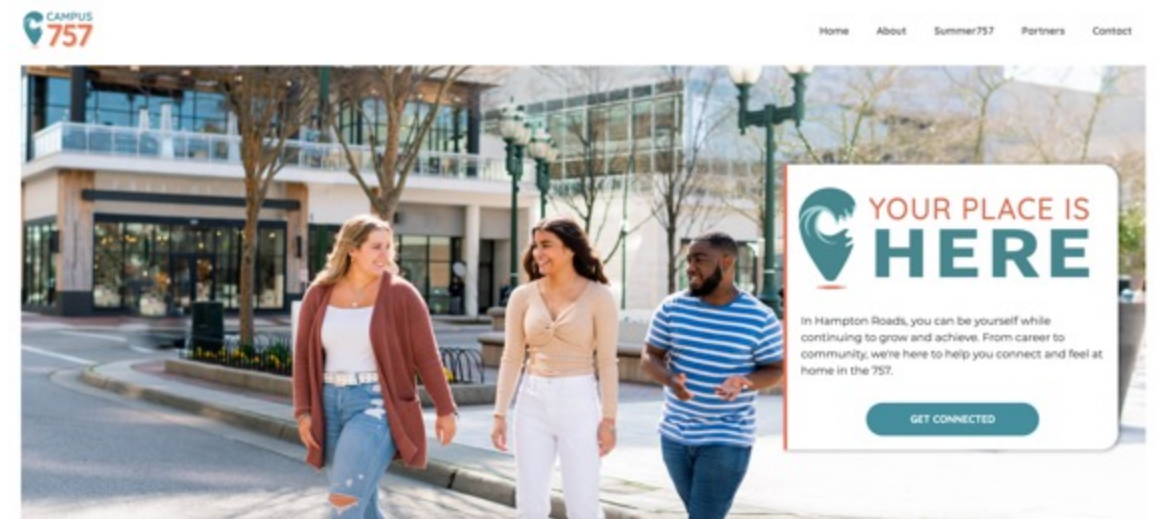 CAMPUS
757
Home About Summer757 Partners Contact
YOUR PLACE IS
HERE
In Hampton Roads, you can be yourself while
continuing to grow and achieve. From career to
community, we're here to help you connect and feel at
home in the 757.
GET CONNECTED